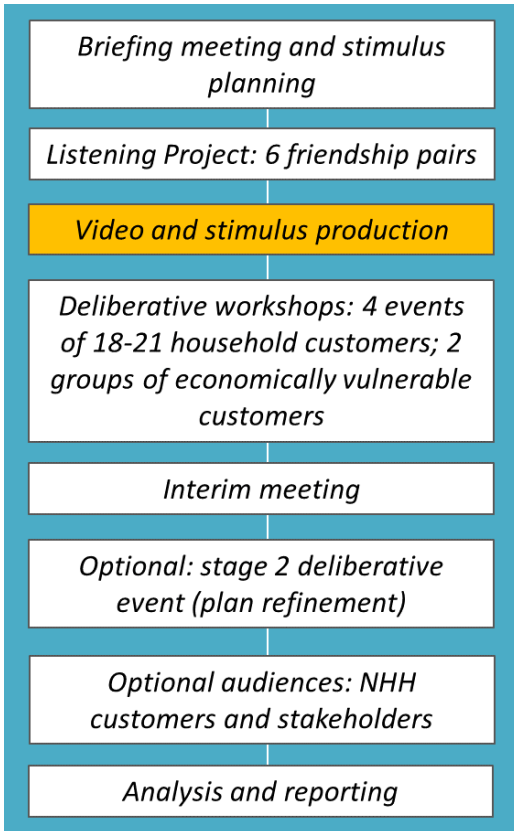 Briefing meeting and stimulus
planning
Listening Project: 6 friendship pairs
Video and stimulus production
Deliberative workshops: 4 events
of 18-21 household customers; 2
groups of economically vulnerable
customers
Interim meeting
Optional: stage 2 deliberative
event (plan refinement)
Optional audiences: NHH
customers and stakeholders
Analysis and reporting